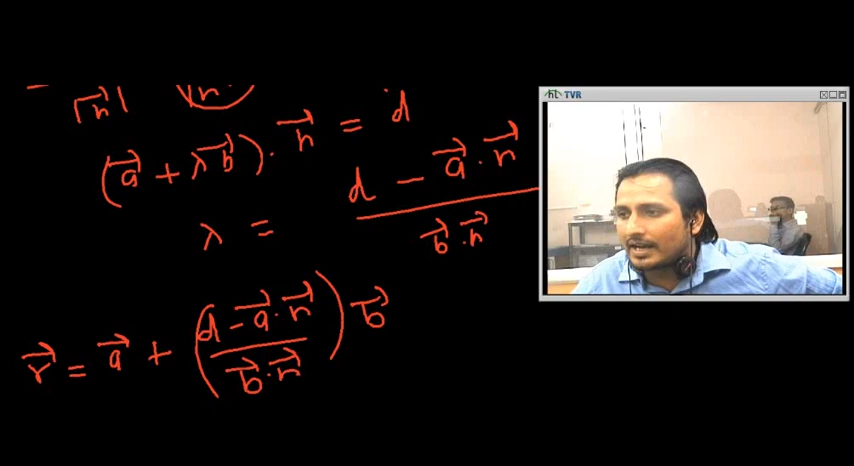 |n⃗| n⃗
(a⃗ + λb⃗) · n⃗ = d
λ = (d − a⃗ · n⃗) / (b⃗ · n⃗)
r⃗ = a⃗ + ((d − a⃗ · n⃗) / (b⃗ · n⃗)) b⃗
TVR